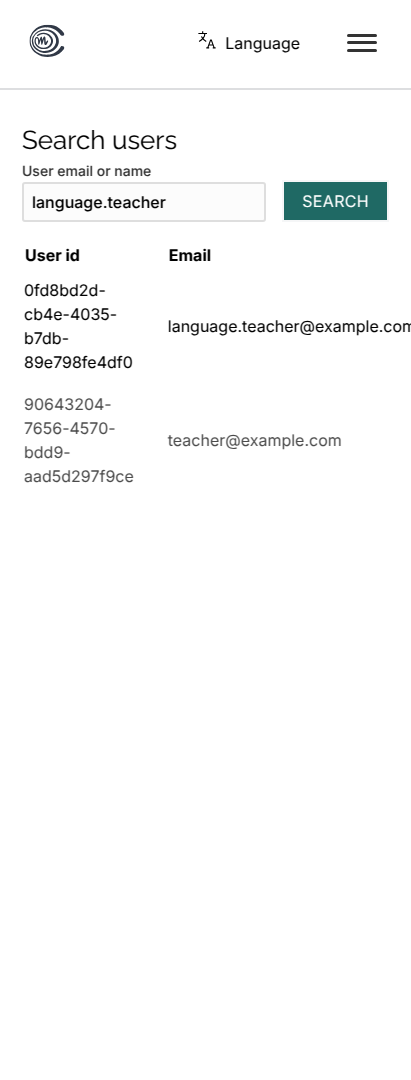 Language
Search users
User email or name
language.teacher
SEARCH
User id Email
0fd8bd2d-
cb4e-4035-
b7db-
89e798fe4df0
language.teacher@example.com
90643204-
7656-4570-
bdd9-
aad5d297f9ce
teacher@example.com